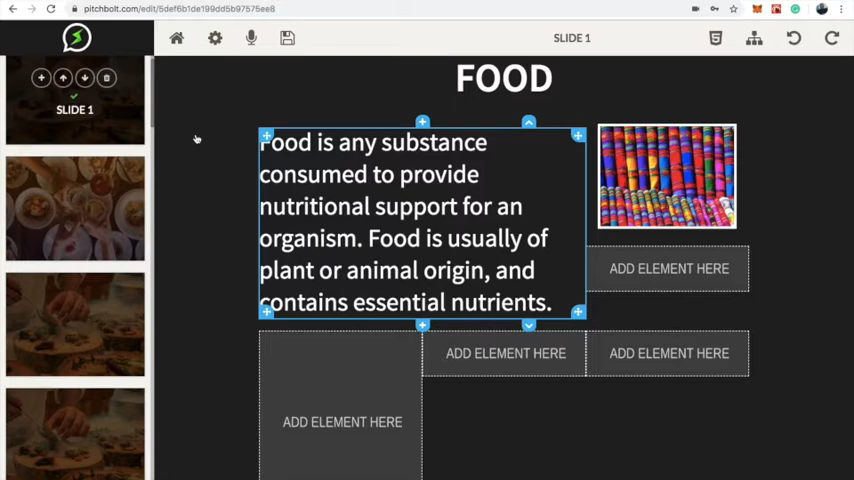 pitchbolt.com/edit/5def6b1de199dd5b97575ee8
SLIDE 1
SLIDE 1
FOOD
Food is any substance
consumed to provide
nutritional support for an
organism. Food is usually of
plant or animal origin, and
contains essential nutrients.
ADD ELEMENT HERE
ADD ELEMENT HERE
ADD ELEMENT HERE
ADD ELEMENT HERE